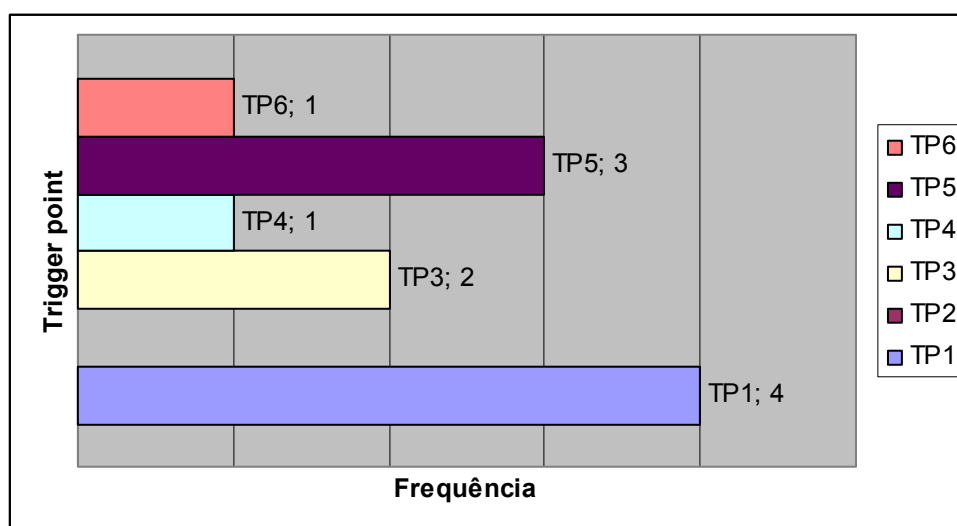 Trigger point
TP6; 1
TP5; 3
TP4; 1
TP3; 2
TP1; 4
Frequência
TP6
TP5
TP4
TP3
TP2
TP1